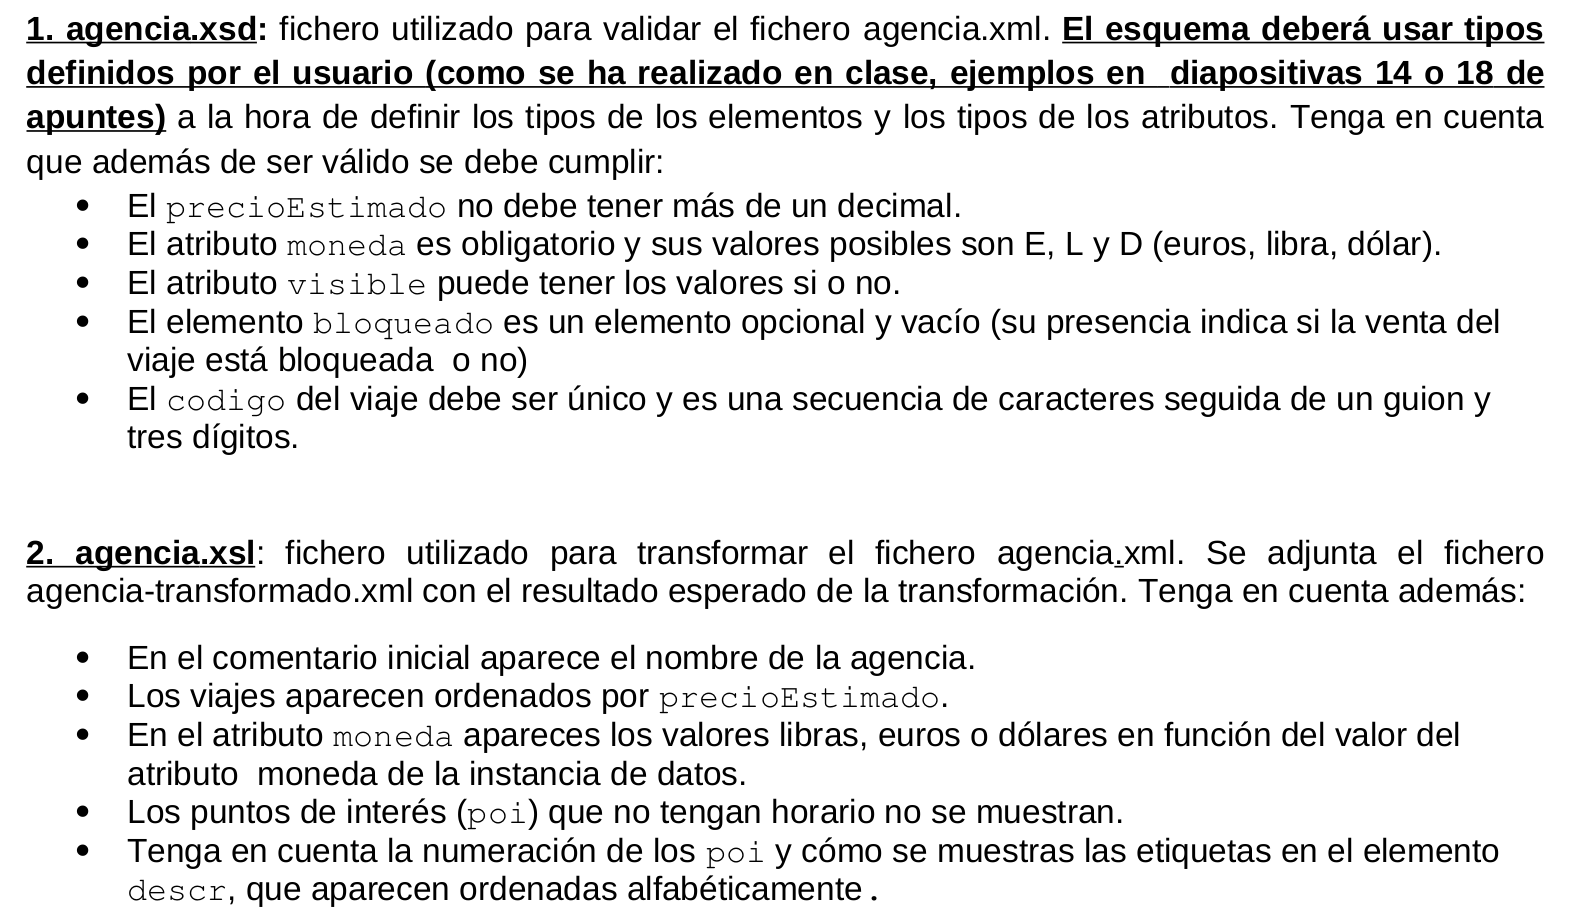 1. agencia.xsd: fichero utilizado para validar el fichero agencia.xml. El esquema deberá usar tipos
definidos por el usuario (como se ha realizado en clase, ejemplos en  diapositivas 14 o 18 de
apuntes) a la hora de definir los tipos de los elementos y los tipos de los atributos. Tenga en cuenta
que además de ser válido se debe cumplir:
• El precioEstimado no debe tener más de un decimal.
• El atributo moneda es obligatorio y sus valores posibles son E, L y D (euros, libra, dólar).
• El atributo visible puede tener los valores si o no.
• El elemento bloqueado es un elemento opcional y vacío (su presencia indica si la venta del
viaje está bloqueada  o no)
• El codigo del viaje debe ser único y es una secuencia de caracteres seguida de un guion y
tres dígitos.
2. agencia.xsl: fichero utilizado para transformar el fichero agencia.xml. Se adjunta el fichero
agencia-transformado.xml con el resultado esperado de la transformación. Tenga en cuenta además:
• En el comentario inicial aparece el nombre de la agencia.
• Los viajes aparecen ordenados por precioEstimado.
• En el atributo moneda apareces los valores libras, euros o dólares en función del valor del
atributo  moneda de la instancia de datos.
• Los puntos de interés (poi) que no tengan horario no se muestran.
• Tenga en cuenta la numeración de los poi y cómo se muestras las etiquetas en el elemento
descr, que aparecen ordenadas alfabéticamente.